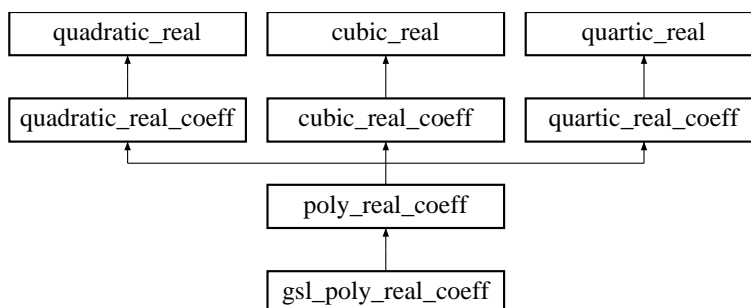 quadratic_real
cubic_real
quartic_real
quadratic_real_coeff
cubic_real_coeff
quartic_real_coeff
poly_real_coeff
gsl_poly_real_coeff